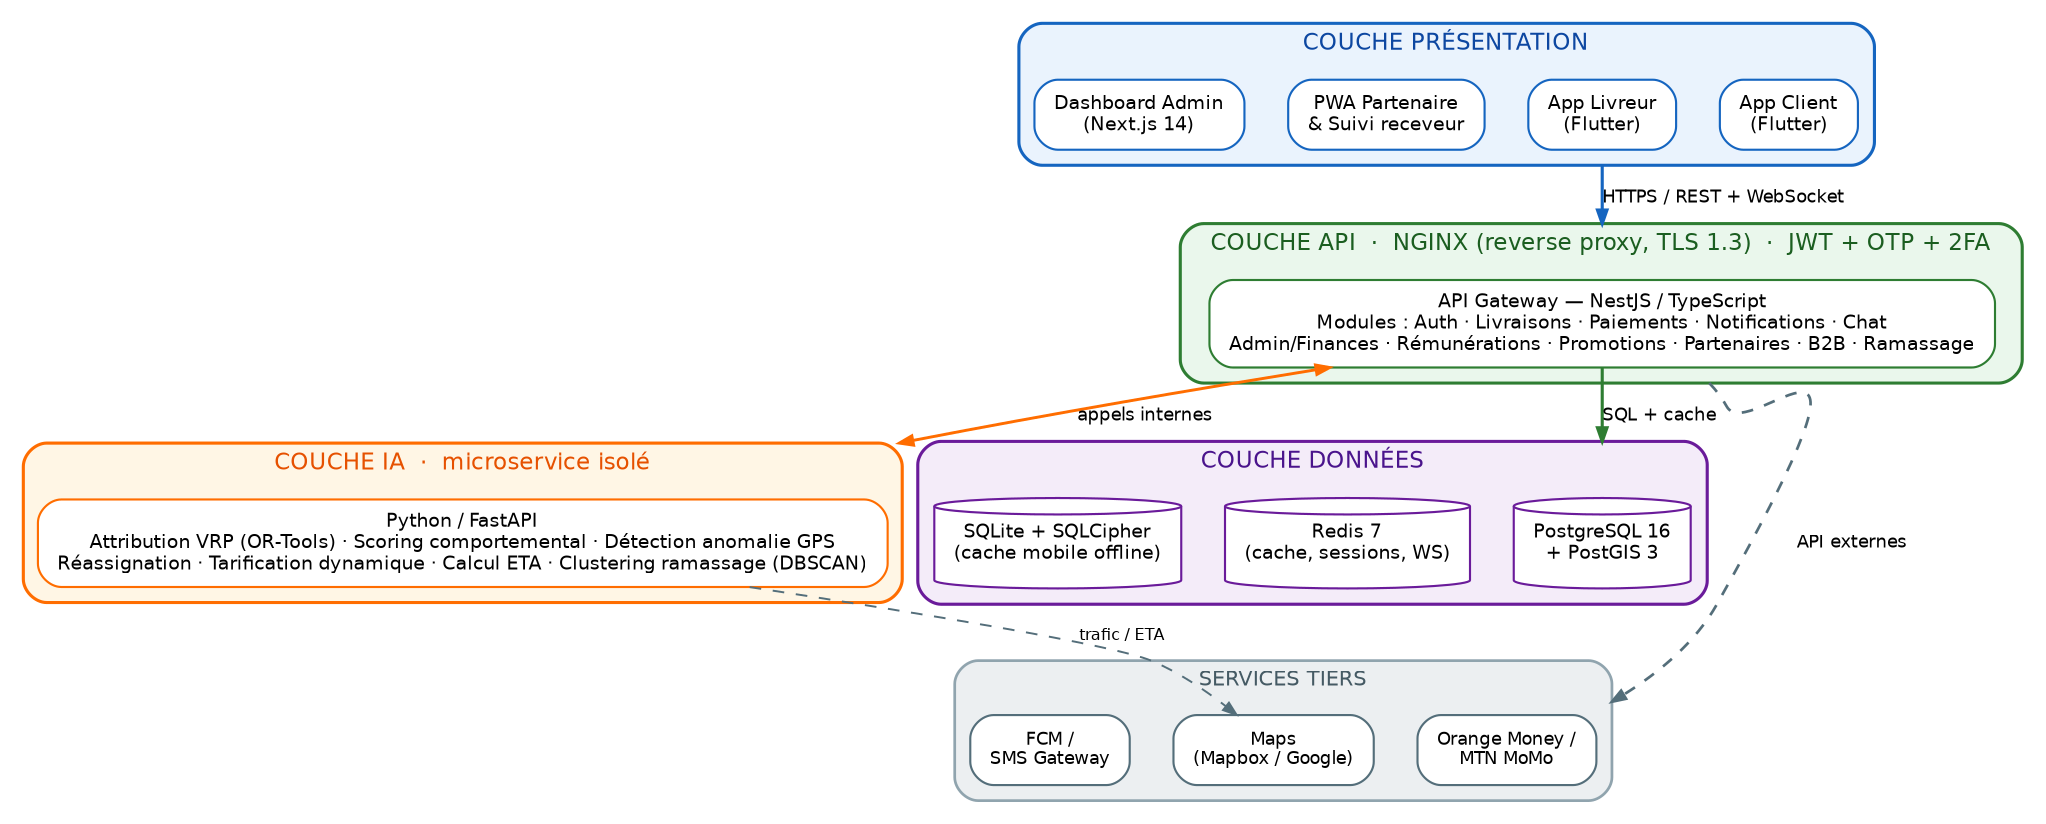 COUCHE PRÉSENTATION
Dashboard Admin
(Next.js 14)
PWA Partenaire
& Suivi receveur
App Livreur
(Flutter)
App Client
(Flutter)
HTTPS / REST + WebSocket
COUCHE API · NGINX (reverse proxy, TLS 1.3) · JWT + OTP + 2FA
API Gateway — NestJS / TypeScript
Modules : Auth · Livraisons · Paiements · Notifications · Chat
Admin/Finances · Rémunérations · Promotions · Partenaires · B2B · Ramassage
appels internes
SQL + cache
COUCHE IA · microservice isolé
Python / FastAPI
Attribution VRP (OR-Tools) · Scoring comportemental · Détection anomalie GPS
Réassignation · Tarification dynamique · Calcul ETA · Clustering ramassage (DBSCAN)
COUCHE DONNÉES
SQLite + SQLCipher
(cache mobile offline)
Redis 7
(cache, sessions, WS)
PostgreSQL 16
+ PostGIS 3
API externes
trafic / ETA
SERVICES TIERS
FCM /
SMS Gateway
Maps
(Mapbox / Google)
Orange Money /
MTN MoMo